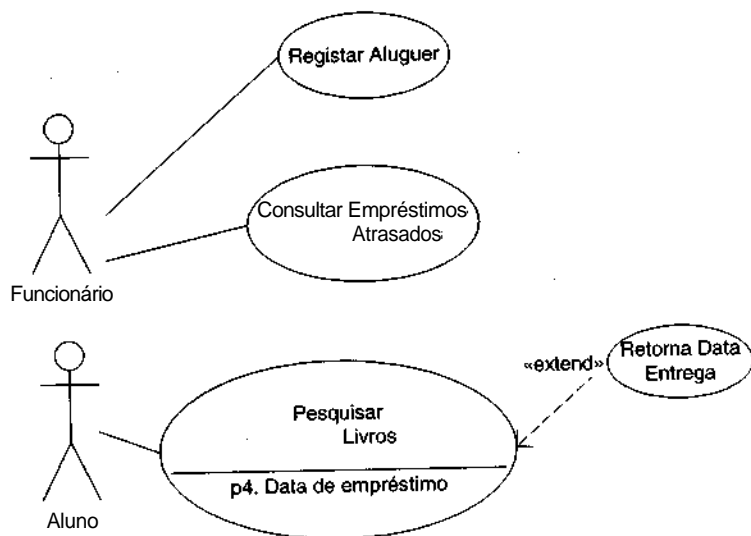 Registar Aluguer
Consultar Empréstimos
Atrasados
Funcionário
«extend»
Retorna Data
Entrega
Pesquisar
Livros
p4. Data de empréstimo
Aluno